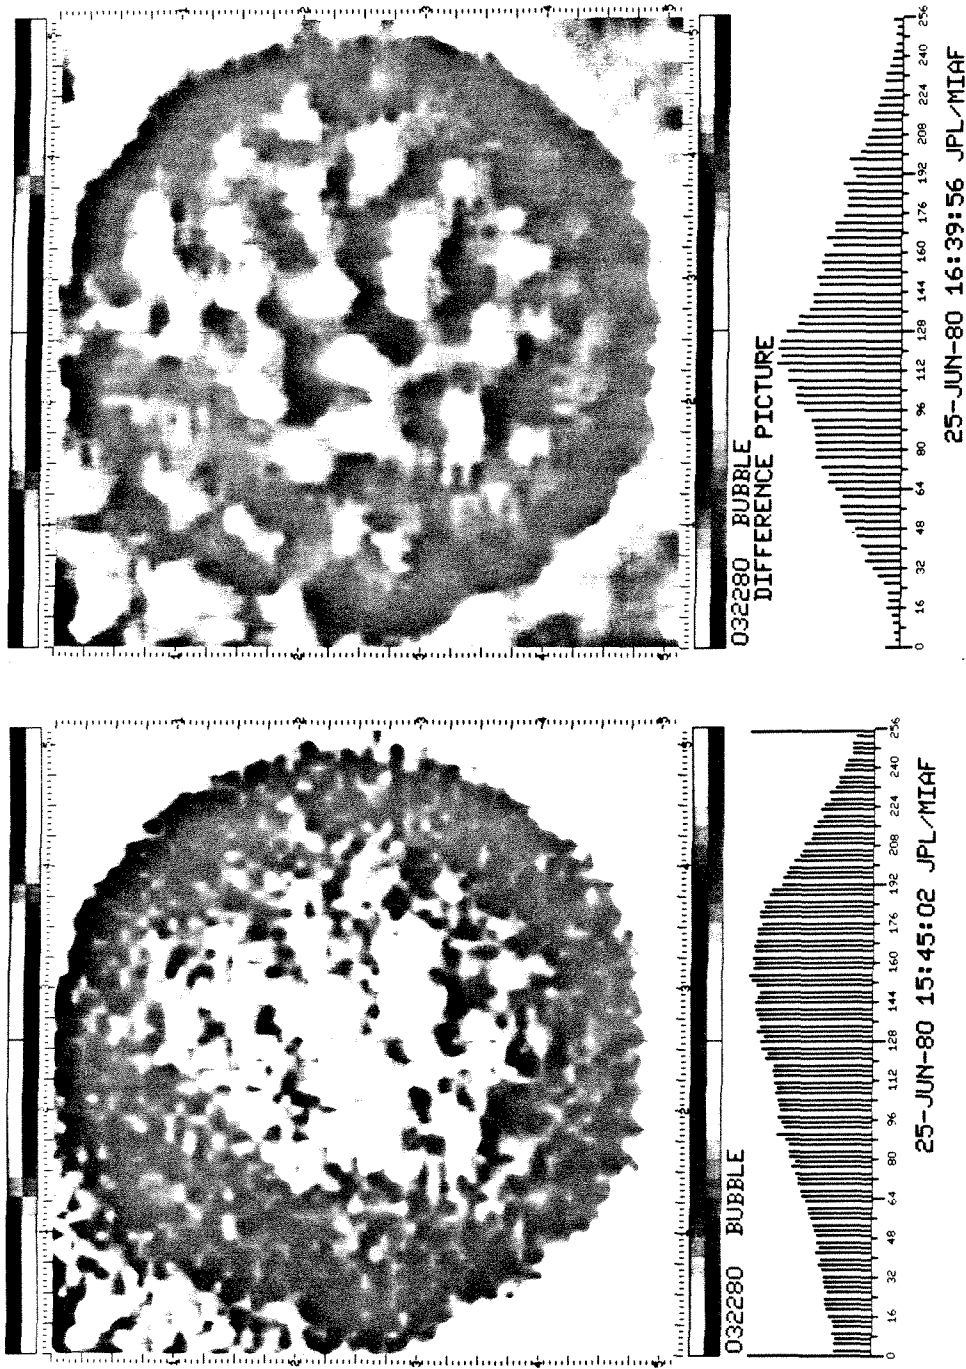 032280 BUBBLE
DIFFERENCE PICTURE
0 16 32 48 64 80 96 112 128 144 160 176 192 208 224 240 256
25-JUN-80 16:39:56 JPL/MIAF
032280 BUBBLE
0 16 32 48 64 80 96 112 128 144 160 176 192 208 224 240 256
25-JUN-80 15:45:02 JPL/MIAF